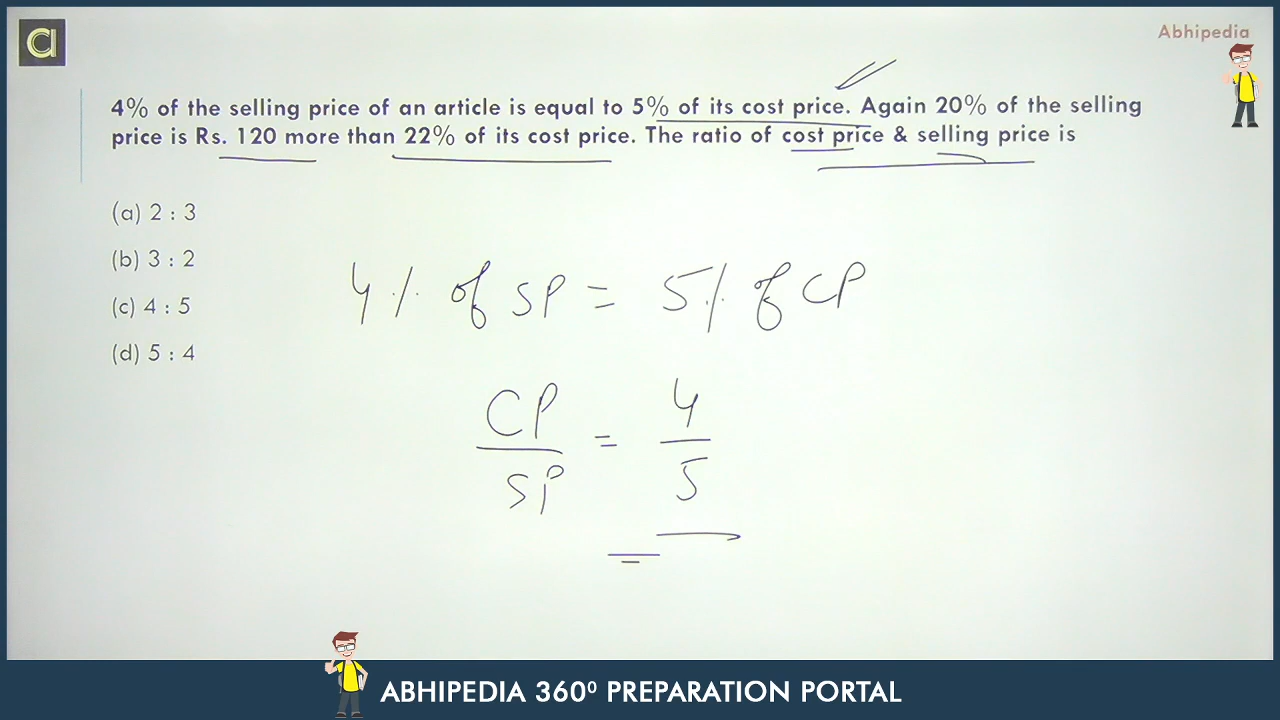 Abhipedia
4% of the selling price of an article is equal to 5% of its cost price. Again 20% of the selling
price is Rs. 120 more than 22% of its cost price. The ratio of cost price & selling price is
(a) 2 : 3
(b) 3 : 2
(c) 4 : 5
(d) 5 : 4
4% of SP = 5% of CP
CP/SP = 4/5
ABHIPEDIA 360⁰ PREPARATION PORTAL